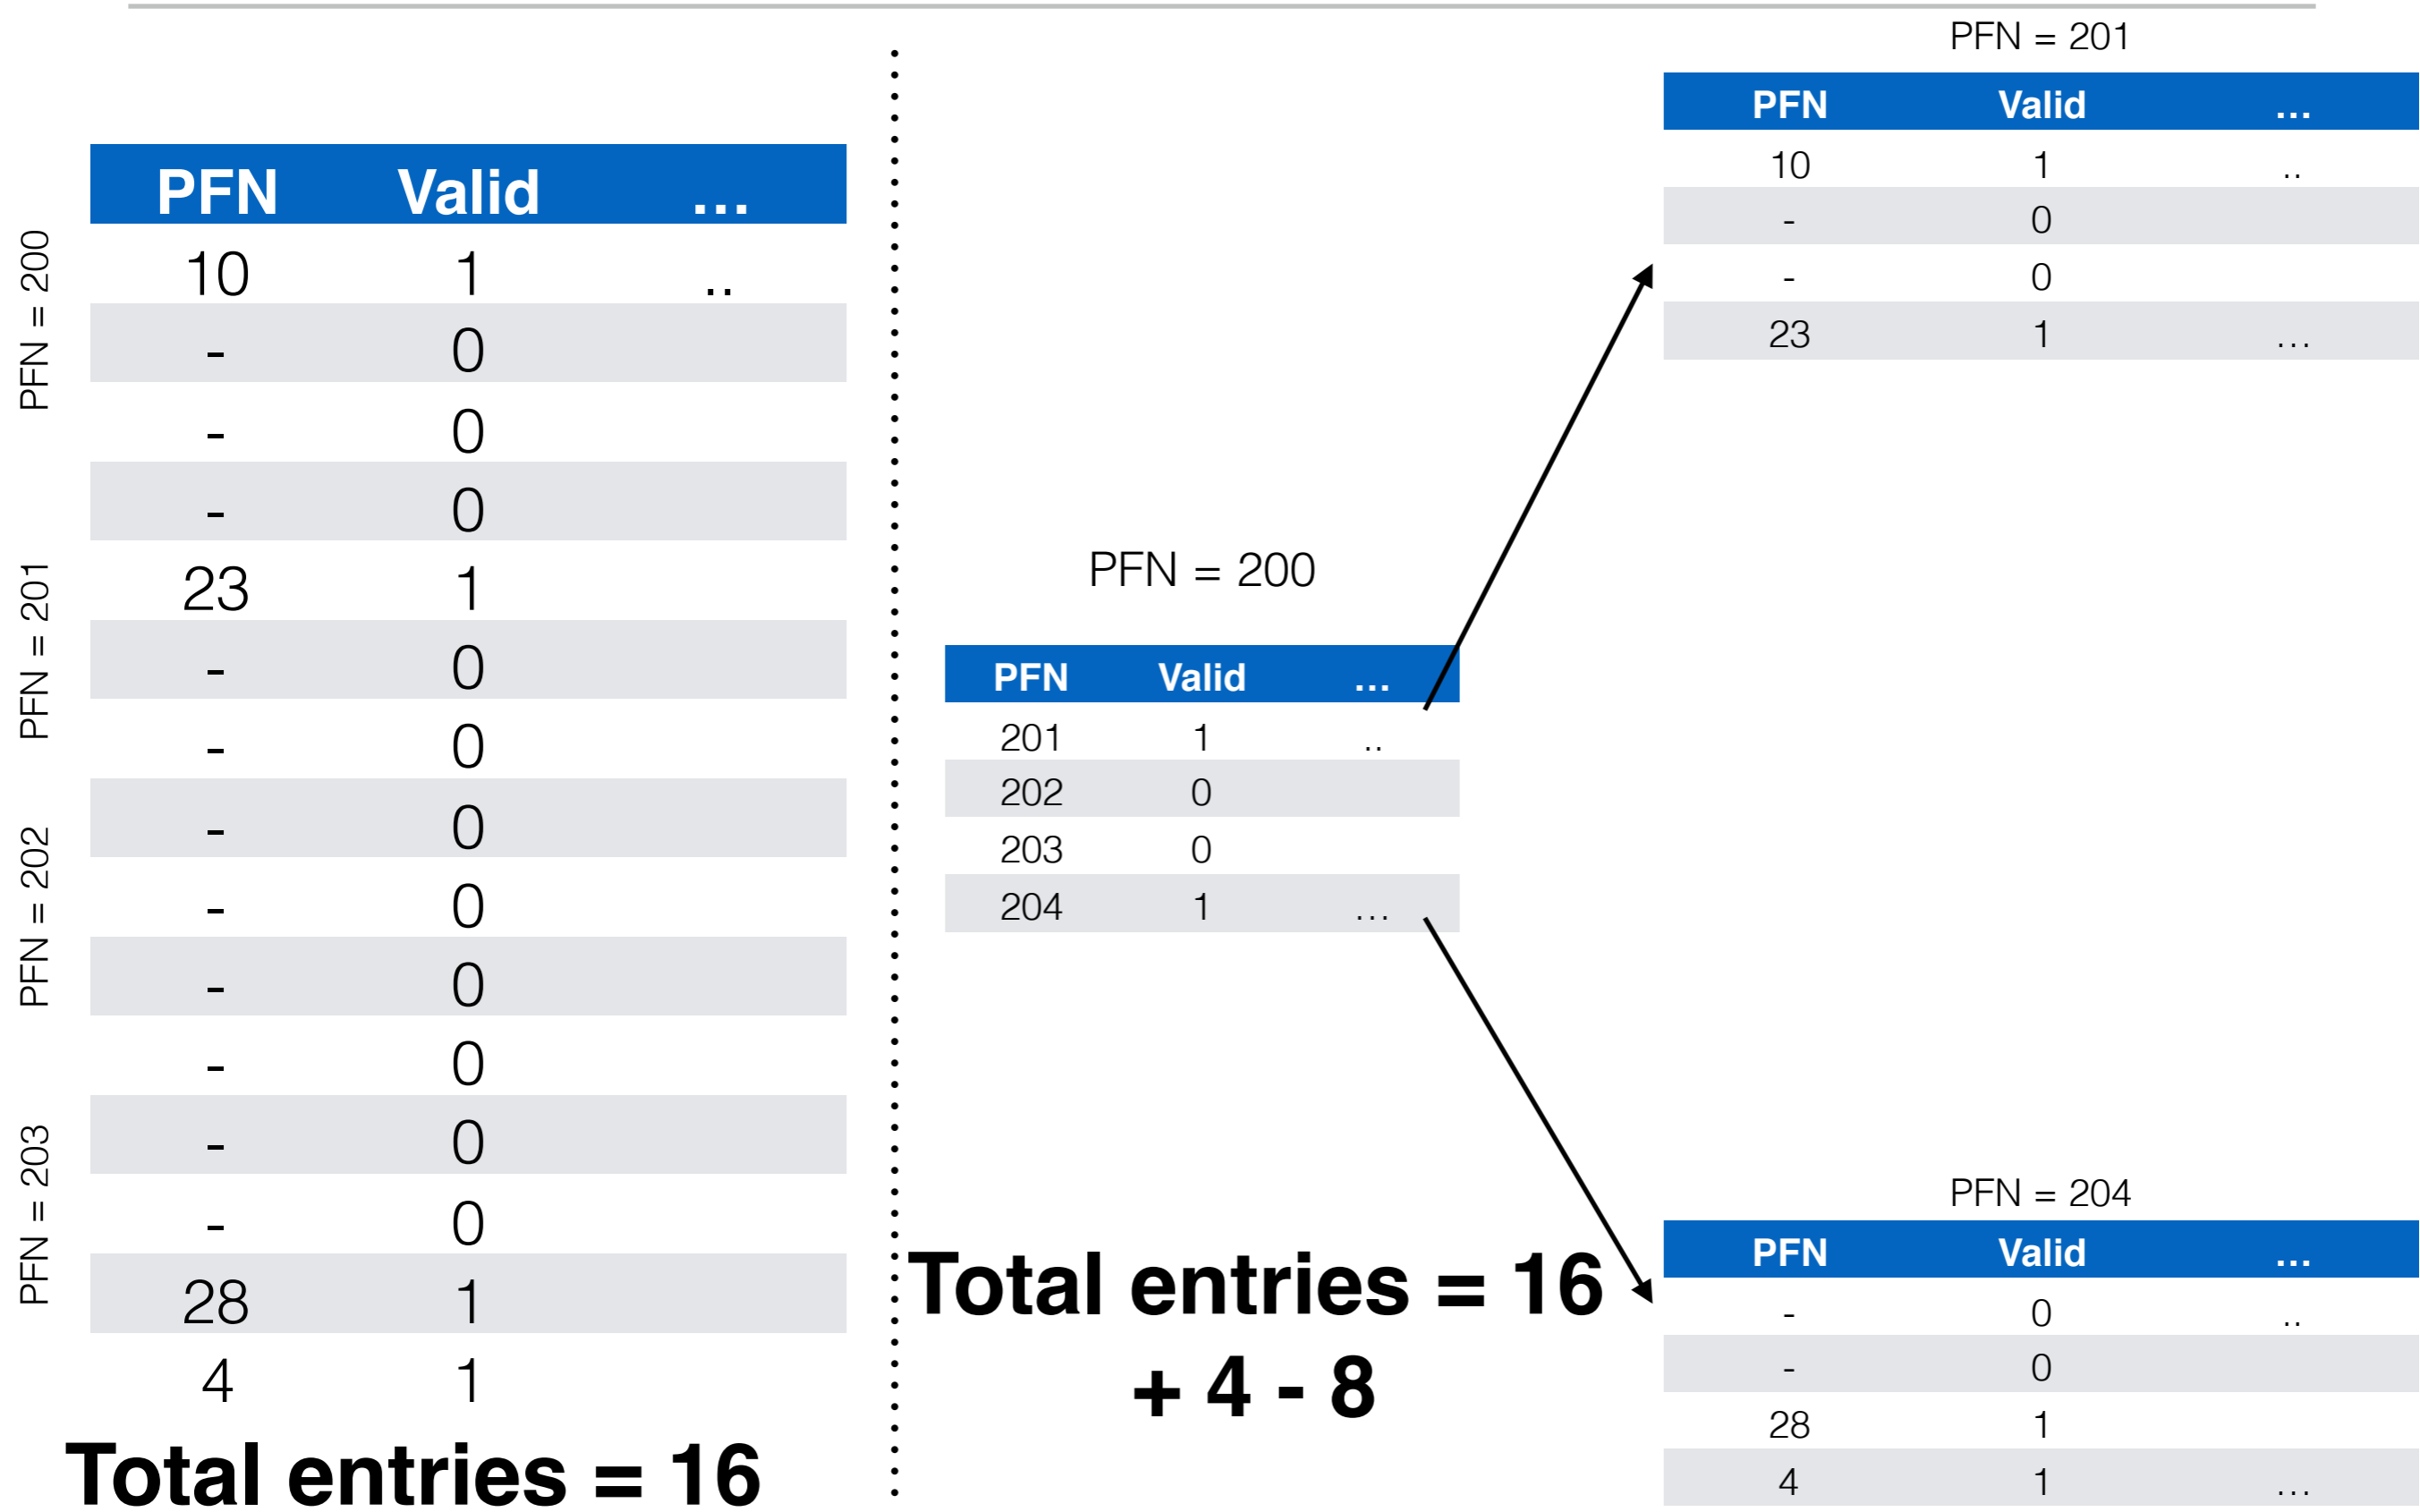 PFN Valid ...
10 1 ..
- 0
- 0
- 0
23 1
- 0
- 0
- 0
- 0
- 0
- 0
- 0
- 0
28 1
4 1
PFN = 200
PFN = 201
PFN = 202
PFN = 203
Total entries = 16
PFN = 200
PFN Valid ...
201 1 ..
202 0
203 0
204 1 ...
Total entries = 16
+ 4 - 8
PFN = 201
PFN Valid ...
10 1 ..
- 0
- 0
23 1 ...
PFN = 204
PFN Valid ...
- 0 ..
- 0
28 1
4 1 ...